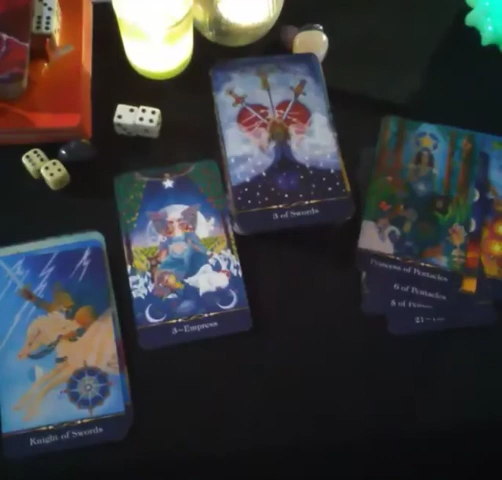 3 of Swords
Princess of Pentacles
6 of Pentacles
3~Empress
Knight of Swords